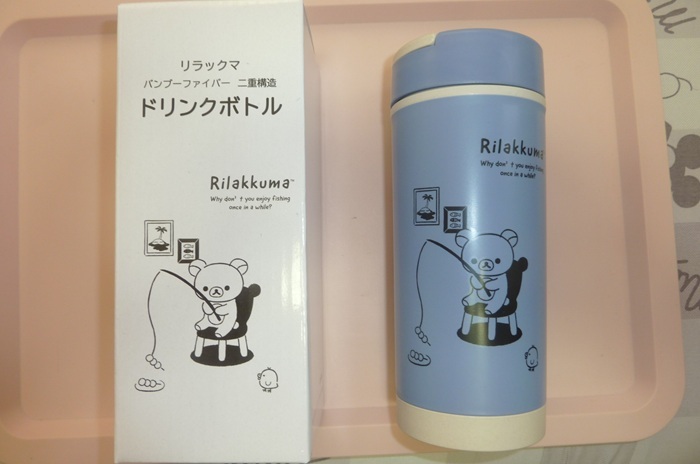 リラックマ
バンブーファイバー 二重構造
ドリンクボトル
Rilakkuma™
Why don't you enjoy fishing
once in a while?
Rilakkuma
Why don't you enjoy fishing
once in a while?